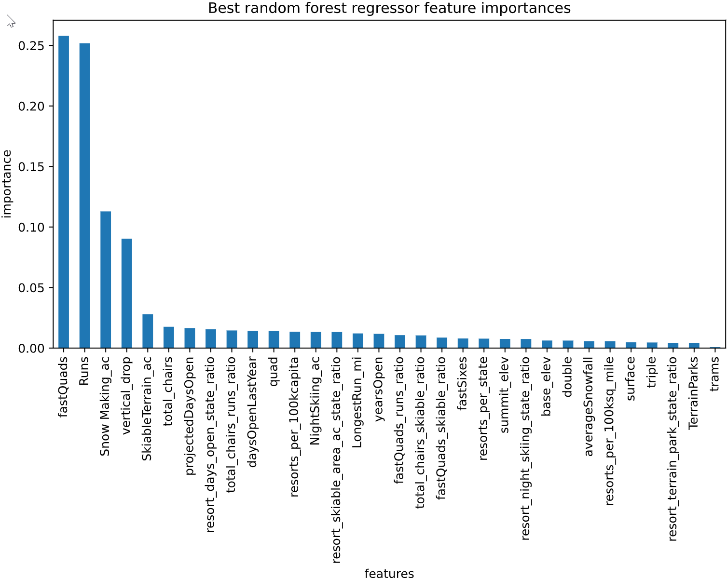 Best random forest regressor feature importances
importance
0.25
0.20
0.15
0.10
0.05
0.00
fastQuads
Runs
Snow Making_ac
vertical_drop
SkiableTerrain_ac
total_chairs
projectedDaysOpen
resort_days_open_state_ratio
total_chairs_runs_ratio
daysOpenLastYear
quad
resorts_per_100kcapita
NightSkiing_ac
resort_skiable_area_ac_state_ratio
LongestRun_mi
yearsOpen
fastQuads_runs_ratio
total_chairs_skiable_ratio
fastQuads_skiable_ratio
fastSixes
resorts_per_state
summit_elev
resort_night_skiing_state_ratio
base_elev
double
averageSnowfall
resorts_per_100ksq_mile
surface
triple
resort_terrain_park_state_ratio
TerrainParks
trams
features